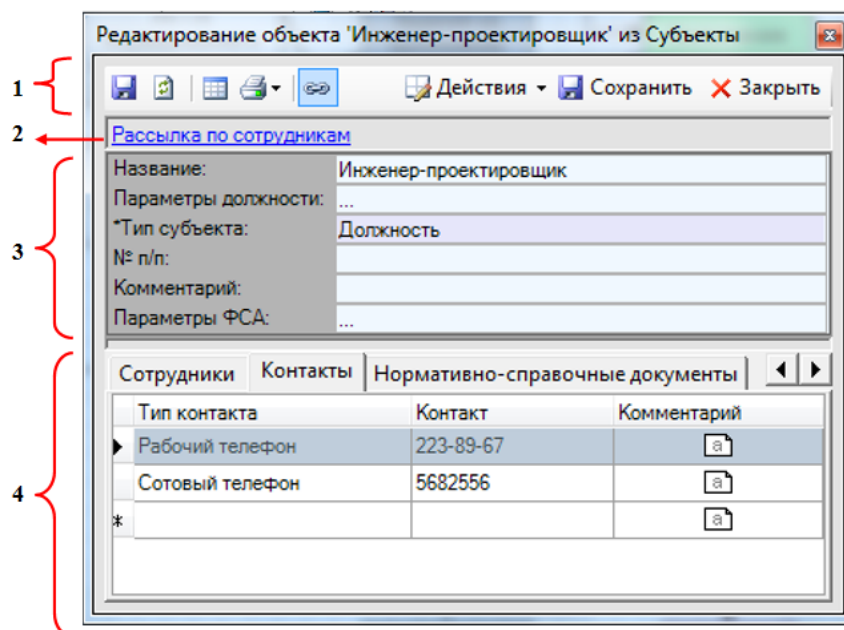 Редактирование объекта 'Инженер-проектировщик' из Субъекты
1
Действия Сохранить Закрыть
2
Рассылка по сотрудникам
3
Название: Инженер-проектировщик
Параметры должности: ...
*Тип субъекта: Должность
№ п/п:
Комментарий:
Параметры ФСА: ...
4
Сотрудники Контакты Нормативно-справочные документы
Тип контакта Контакт Комментарий
Рабочий телефон 223-89-67 a
Сотовый телефон 5682556 a
* a